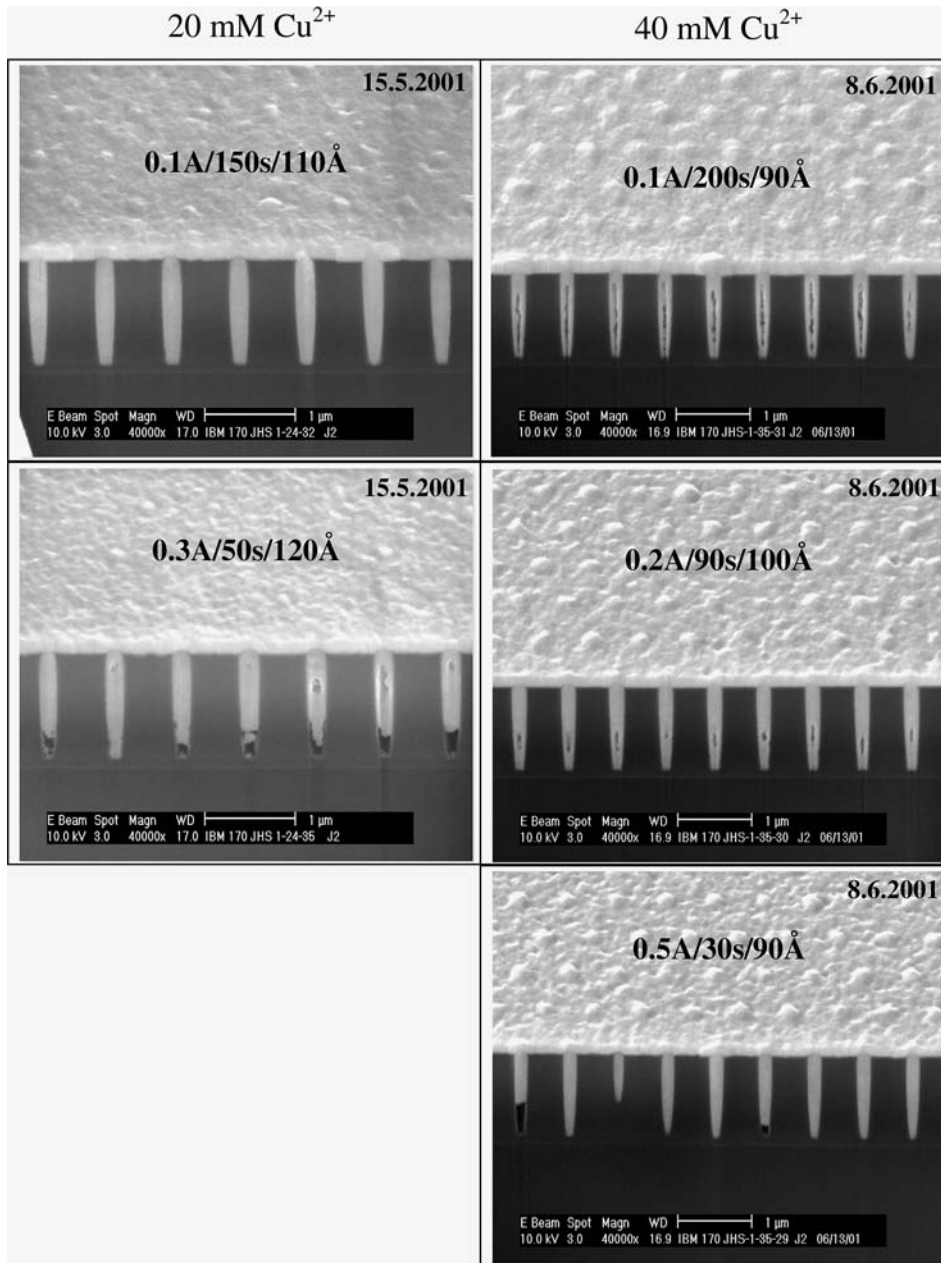 20 mM Cu²⁺
40 mM Cu²⁺
15.5.2001
0.1A/150s/110Å
E Beam Spot Magn WD 1 µm
10.0 kV 3.0 40000x 17.0 IBM 170 JHS 1-24-32 J2
8.6.2001
0.1A/200s/90Å
E Beam Spot Magn WD 1 µm
10.0 kV 3.0 40000x 16.9 IBM 170 JHS-1-35-31 J2 06/13/01
15.5.2001
0.3A/50s/120Å
E Beam Spot Magn WD 1 µm
10.0 kV 3.0 40000x 17.0 IBM 170 JHS 1-24-35 J2
8.6.2001
0.2A/90s/100Å
E Beam Spot Magn WD 1 µm
10.0 kV 3.0 40000x 16.9 IBM 170 JHS-1-35-30 J2 06/13/01
8.6.2001
0.5A/30s/90Å
E Beam Spot Magn WD 1 µm
10.0 kV 3.0 40000x 16.9 IBM 170 JHS-1-35-29 J2 06/13/01